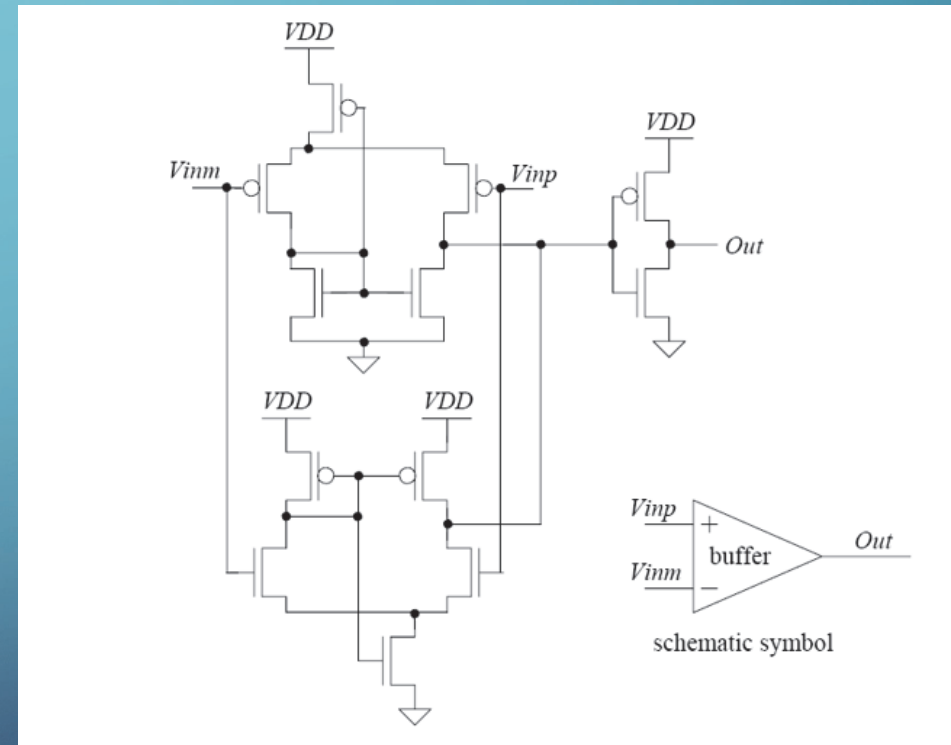 VDD
VDD
Vinm
Vinp
Out
VDD
VDD
Vinp
+
buffer
Out
Vinm
−
schematic symbol